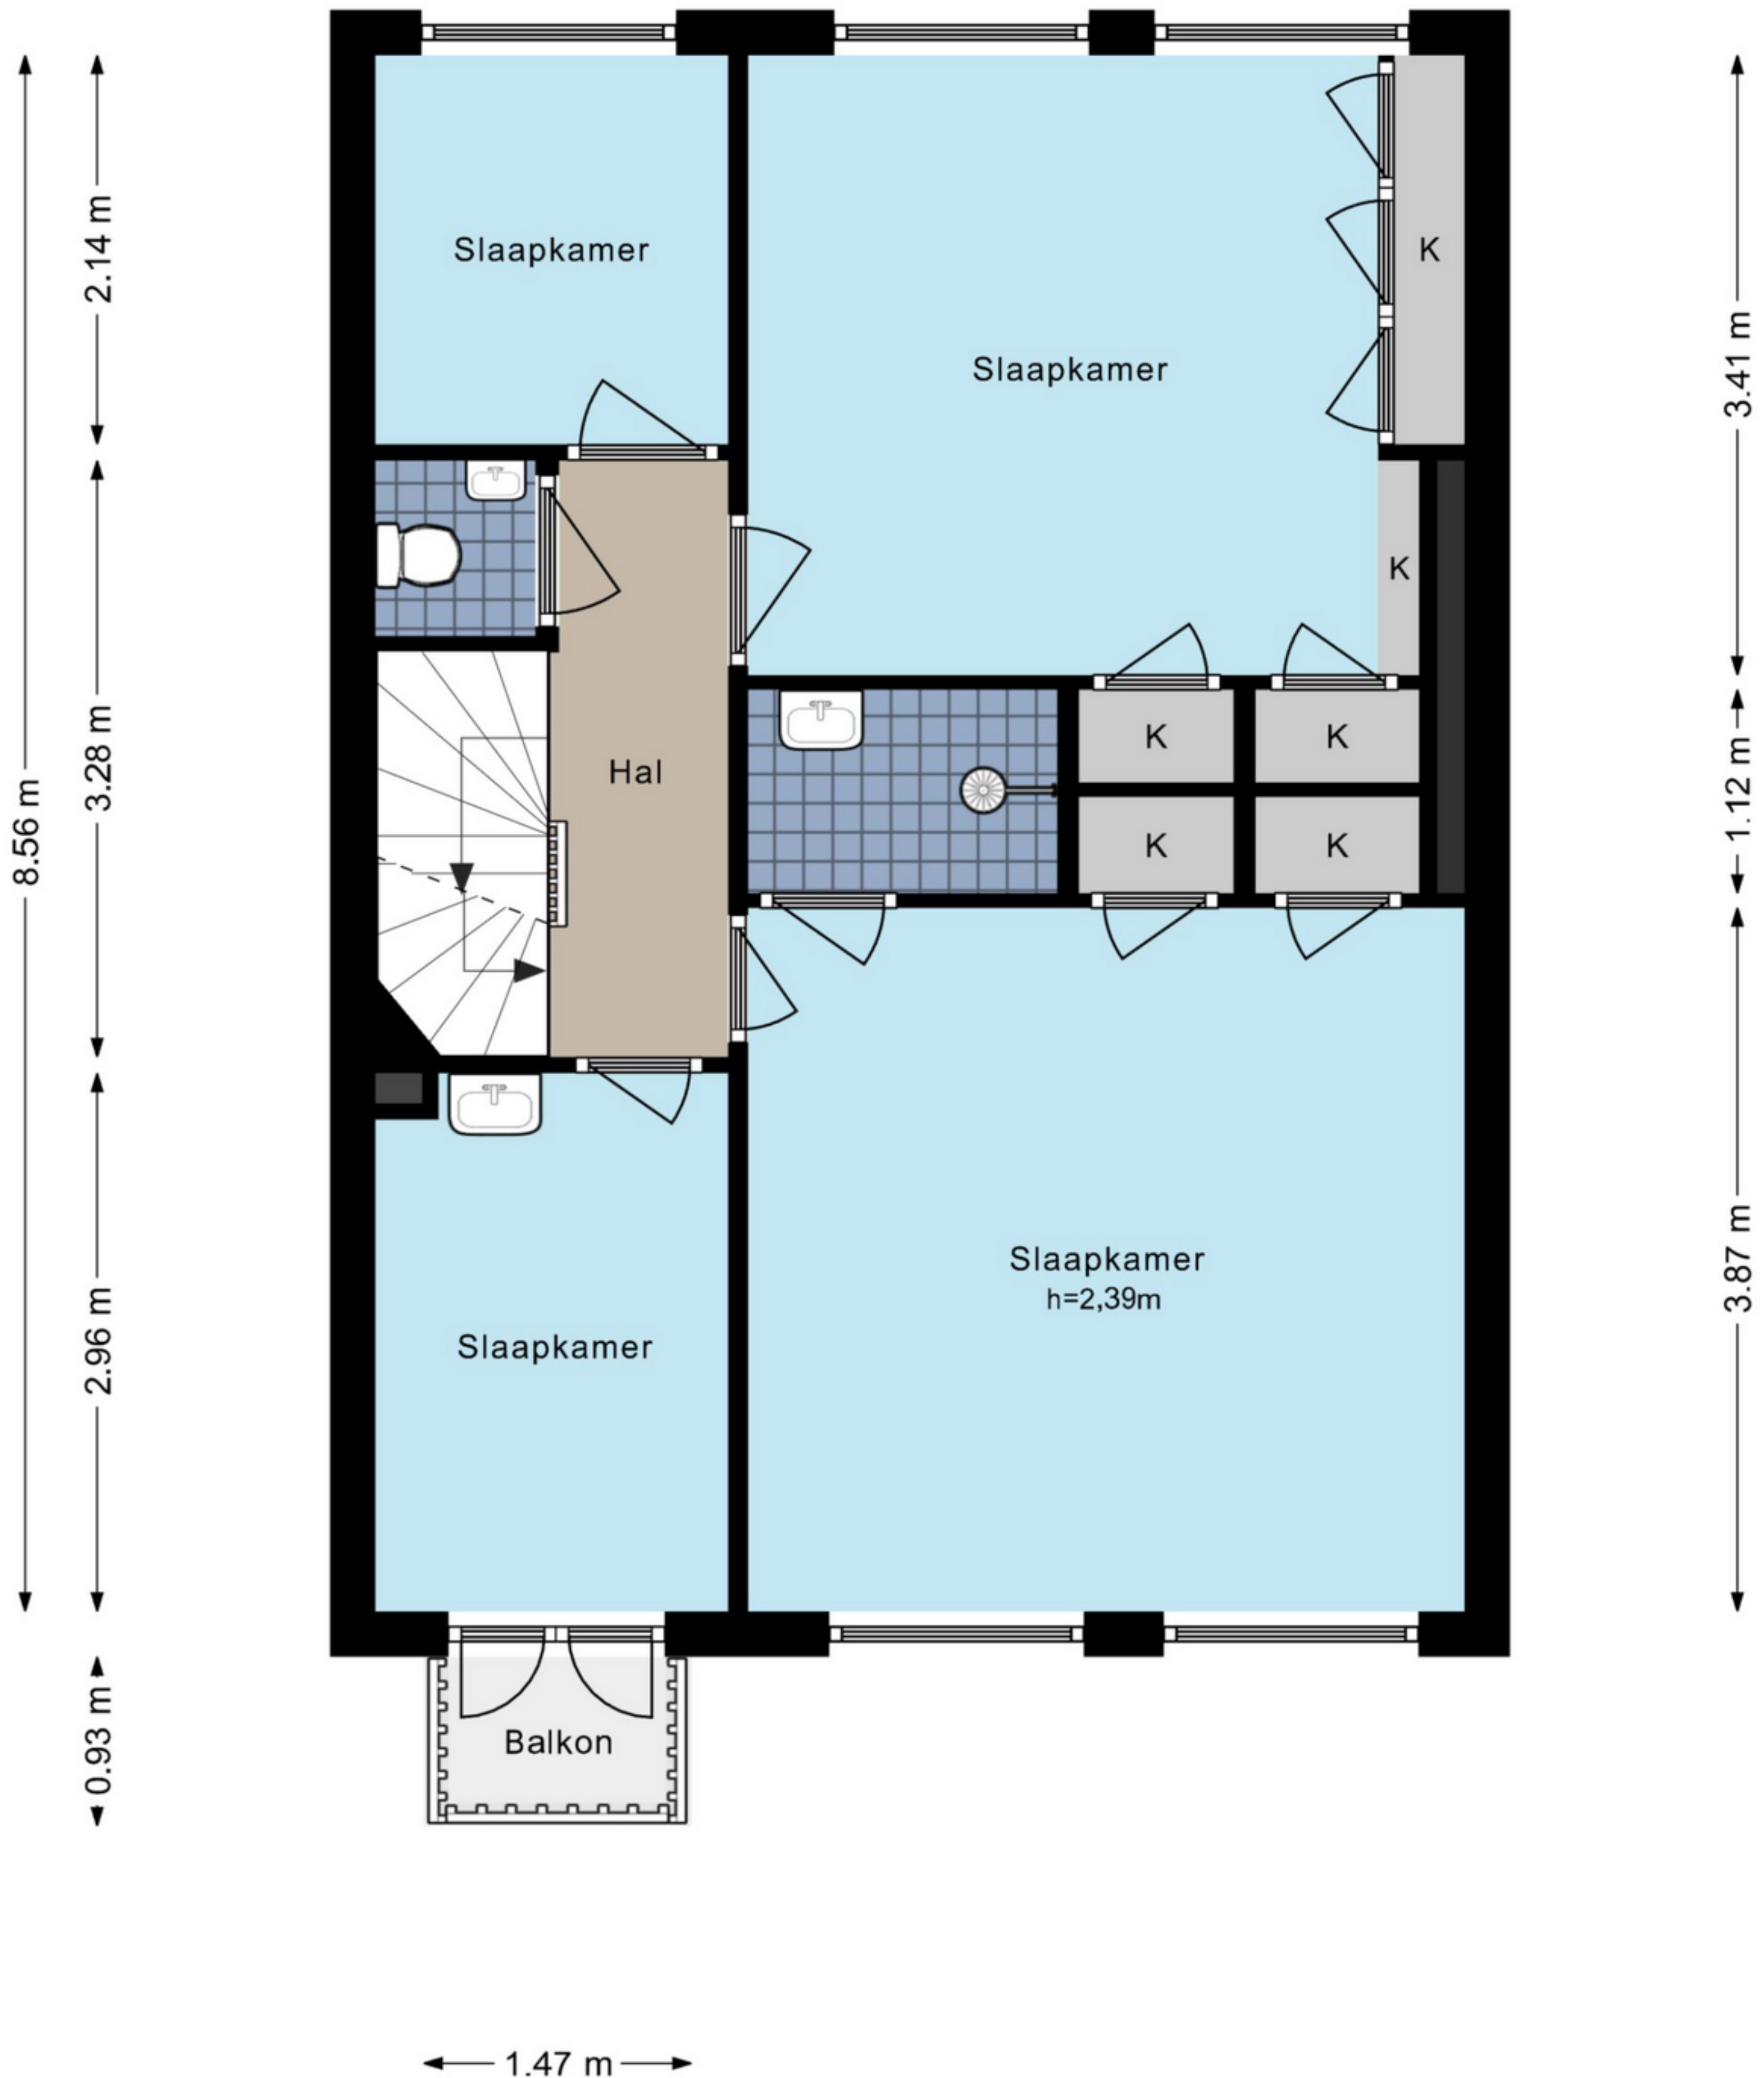 2.14 m
Slaapkamer
K
3.41 m
Slaapkamer
K
8.56 m
3.28 m
Hal
K
K
1.12 m
K
K
2.96 m
Slaapkamer
h=2,39m
3.87 m
Slaapkamer
0.93 m
Balkon
1.47 m